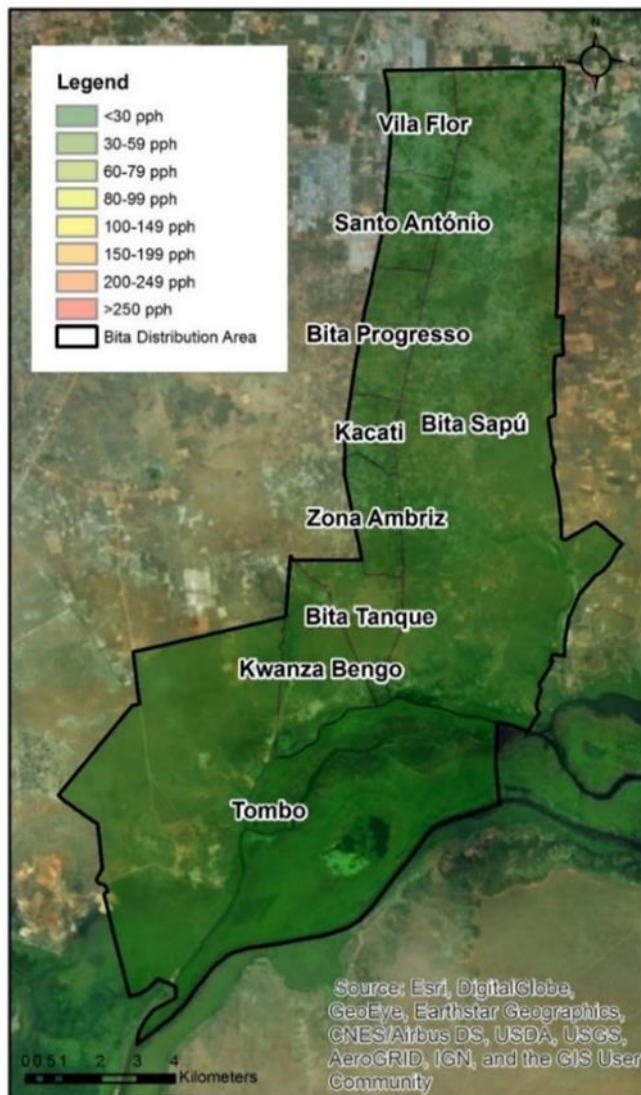 N
W
E
S
Legend
<30 pph
30-59 pph
60-79 pph
80-99 pph
100-149 pph
150-199 pph
200-249 pph
>250 pph
Bita Distribution Area
Vila Flor
Santo António
Bita Progresso
Kacati
Bita Sapú
Zona Ambriz
Bita Tanque
Kwanza Bengo
Tombo
Source: Esri, DigitalGlobe,
GeoEye, Earthstar Geographics,
CNES/Airbus DS, USDA, USGS,
AeroGRID, IGN, and the GIS User
Community
0 0.5 1 2 3 4
Kilometers